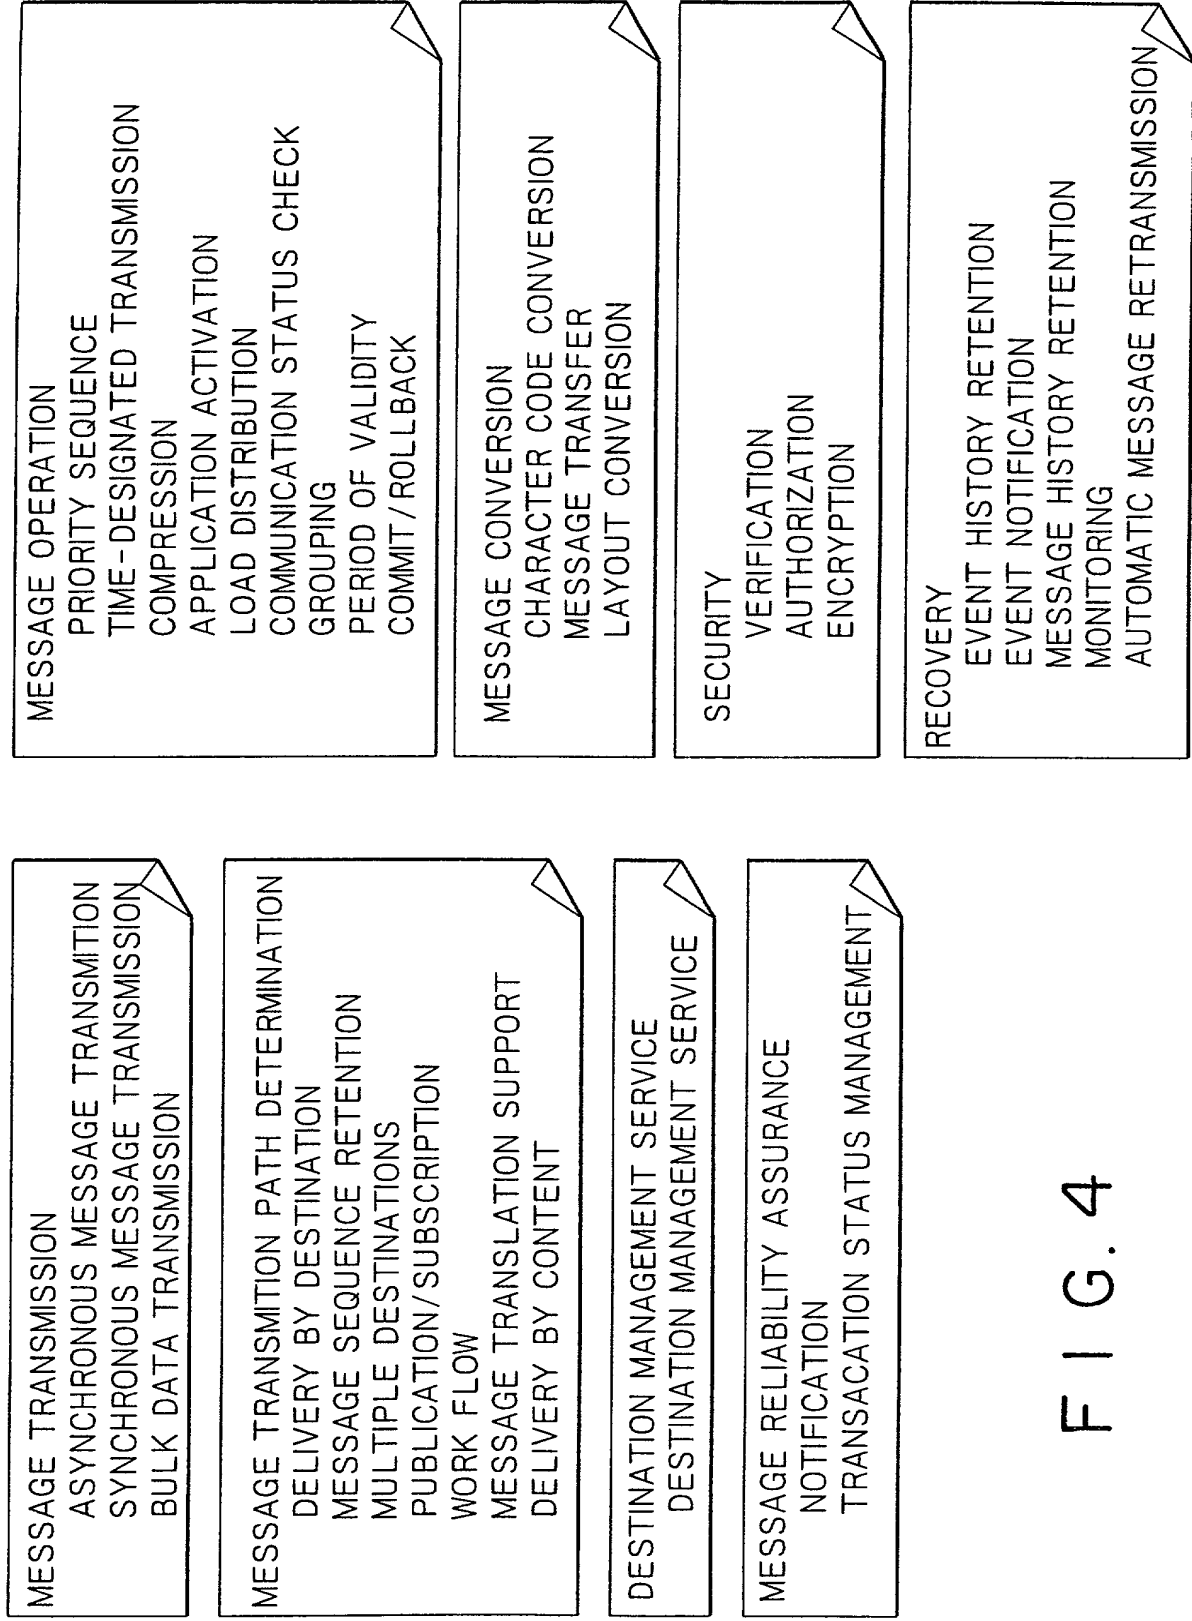 MESSAGE TRANSMISSION
ASYNCHRONOUS MESSAGE TRANSMITION
SYNCHRONOUS MESSAGE TRANSMISSION
BULK DATA TRANSMISSION
MESSAGE TRANSMITION PATH DETERMINATION
DELIVERY BY DESTINATION
MESSAGE SEQUENCE RETENTION
MULTIPLE DESTINATIONS
PUBLICATION/SUBSCRIPTION
WORK FLOW
MESSAGE TRANSLATION SUPPORT
DELIVERY BY CONTENT
DESTINATION MANAGEMENT SERVICE
DESTINATION MANAGEMENT SERVICE
MESSAGE RELIABILITY ASSURANCE
NOTIFICATION
TRANSACATION STATUS MANAGEMENT
MESSAGE OPERATION
PRIORITY SEQUENCE
TIME-DESIGNATED TRANSMISSION
COMPRESSION
APPLICATION ACTIVATION
LOAD DISTRIBUTION
COMMUNICATION STATUS CHECK
GROUPING
PERIOD OF VALIDITY
COMMIT/ROLLBACK
MESSAGE CONVERSION
CHARACTER CODE CONVERSION
MESSAGE TRANSFER
LAYOUT CONVERSION
SECURITY
VERIFICATION
AUTHORIZATION
ENCRYPTION
RECOVERY
EVENT HISTORY RETENTION
EVENT NOTIFICATION
MESSAGE HISTORY RETENTION
MONITORING
AUTOMATIC MESSAGE RETRANSMISSION
FIG. 4